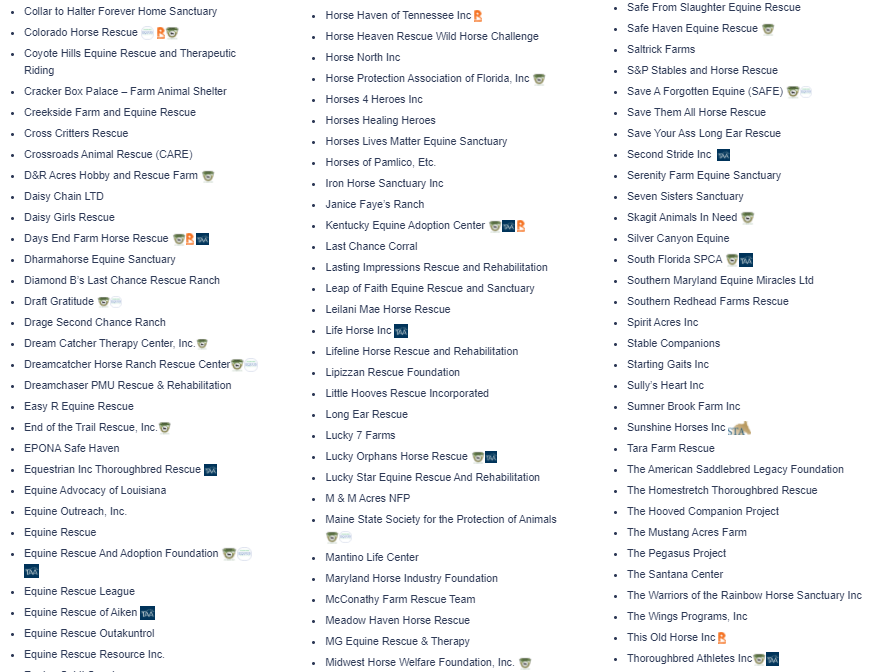 Collar to Halter Forever Home Sanctuary
Colorado Horse Rescue
Coyote Hills Equine Rescue and Therapeutic
Riding
Cracker Box Palace – Farm Animal Shelter
Creekside Farm and Equine Rescue
Cross Critters Rescue
Crossroads Animal Rescue (CARE)
D&R Acres Hobby and Rescue Farm
Daisy Chain LTD
Daisy Girls Rescue
Days End Farm Horse Rescue TAA
Dharmahorse Equine Sanctuary
Diamond B's Last Chance Rescue Ranch
Draft Gratitude
Drage Second Chance Ranch
Dream Catcher Therapy Center, Inc.
Dreamcatcher Horse Ranch Rescue Center
Dreamchaser PMU Rescue & Rehabilitation
Easy R Equine Rescue
End of the Trail Rescue, Inc.
EPONA Safe Haven
Equestrian Inc Thoroughbred Rescue TAA
Equine Advocacy of Louisiana
Equine Outreach, Inc.
Equine Rescue
Equine Rescue And Adoption Foundation
TAA
Equine Rescue League
Equine Rescue of Aiken TAA
Equine Rescue Outakuntrol
Equine Rescue Resource Inc.
Horse Haven of Tennessee Inc
Horse Heaven Rescue Wild Horse Challenge
Horse North Inc
Horse Protection Association of Florida, Inc
Horses 4 Heroes Inc
Horses Healing Heroes
Horses Lives Matter Equine Sanctuary
Horses of Pamlico, Etc.
Iron Horse Sanctuary Inc
Janice Faye's Ranch
Kentucky Equine Adoption Center TAA
Last Chance Corral
Lasting Impressions Rescue and Rehabilitation
Leap of Faith Equine Rescue and Sanctuary
Leilani Mae Horse Rescue
Life Horse Inc TAA
Lifeline Horse Rescue and Rehabilitation
Lipizzan Rescue Foundation
Little Hooves Rescue Incorporated
Long Ear Rescue
Lucky 7 Farms
Lucky Orphans Horse Rescue TAA
Lucky Star Equine Rescue And Rehabilitation
M & M Acres NFP
Maine State Society for the Protection of Animals
Mantino Life Center
Maryland Horse Industry Foundation
McConathy Farm Rescue Team
Meadow Haven Horse Rescue
MG Equine Rescue & Therapy
Midwest Horse Welfare Foundation, Inc.
Safe From Slaughter Equine Rescue
Safe Haven Equine Rescue
Saltrick Farms
S&P Stables and Horse Rescue
Save A Forgotten Equine (SAFE)
Save Them All Horse Rescue
Save Your Ass Long Ear Rescue
Second Stride Inc TAA
Serenity Farm Equine Sanctuary
Seven Sisters Sanctuary
Skagit Animals In Need
Silver Canyon Equine
South Florida SPCA TAA
Southern Maryland Equine Miracles Ltd
Southern Redhead Farms Rescue
Spirit Acres Inc
Stable Companions
Starting Gaits Inc
Sully's Heart Inc
Sumner Brook Farm Inc
Sunshine Horses Inc STA
Tara Farm Rescue
The American Saddlebred Legacy Foundation
The Homestretch Thoroughbred Rescue
The Hooved Companion Project
The Mustang Acres Farm
The Pegasus Project
The Santana Center
The Warriors of the Rainbow Horse Sanctuary Inc
The Wings Programs, Inc
This Old Horse Inc
Thoroughbred Athletes Inc TAA